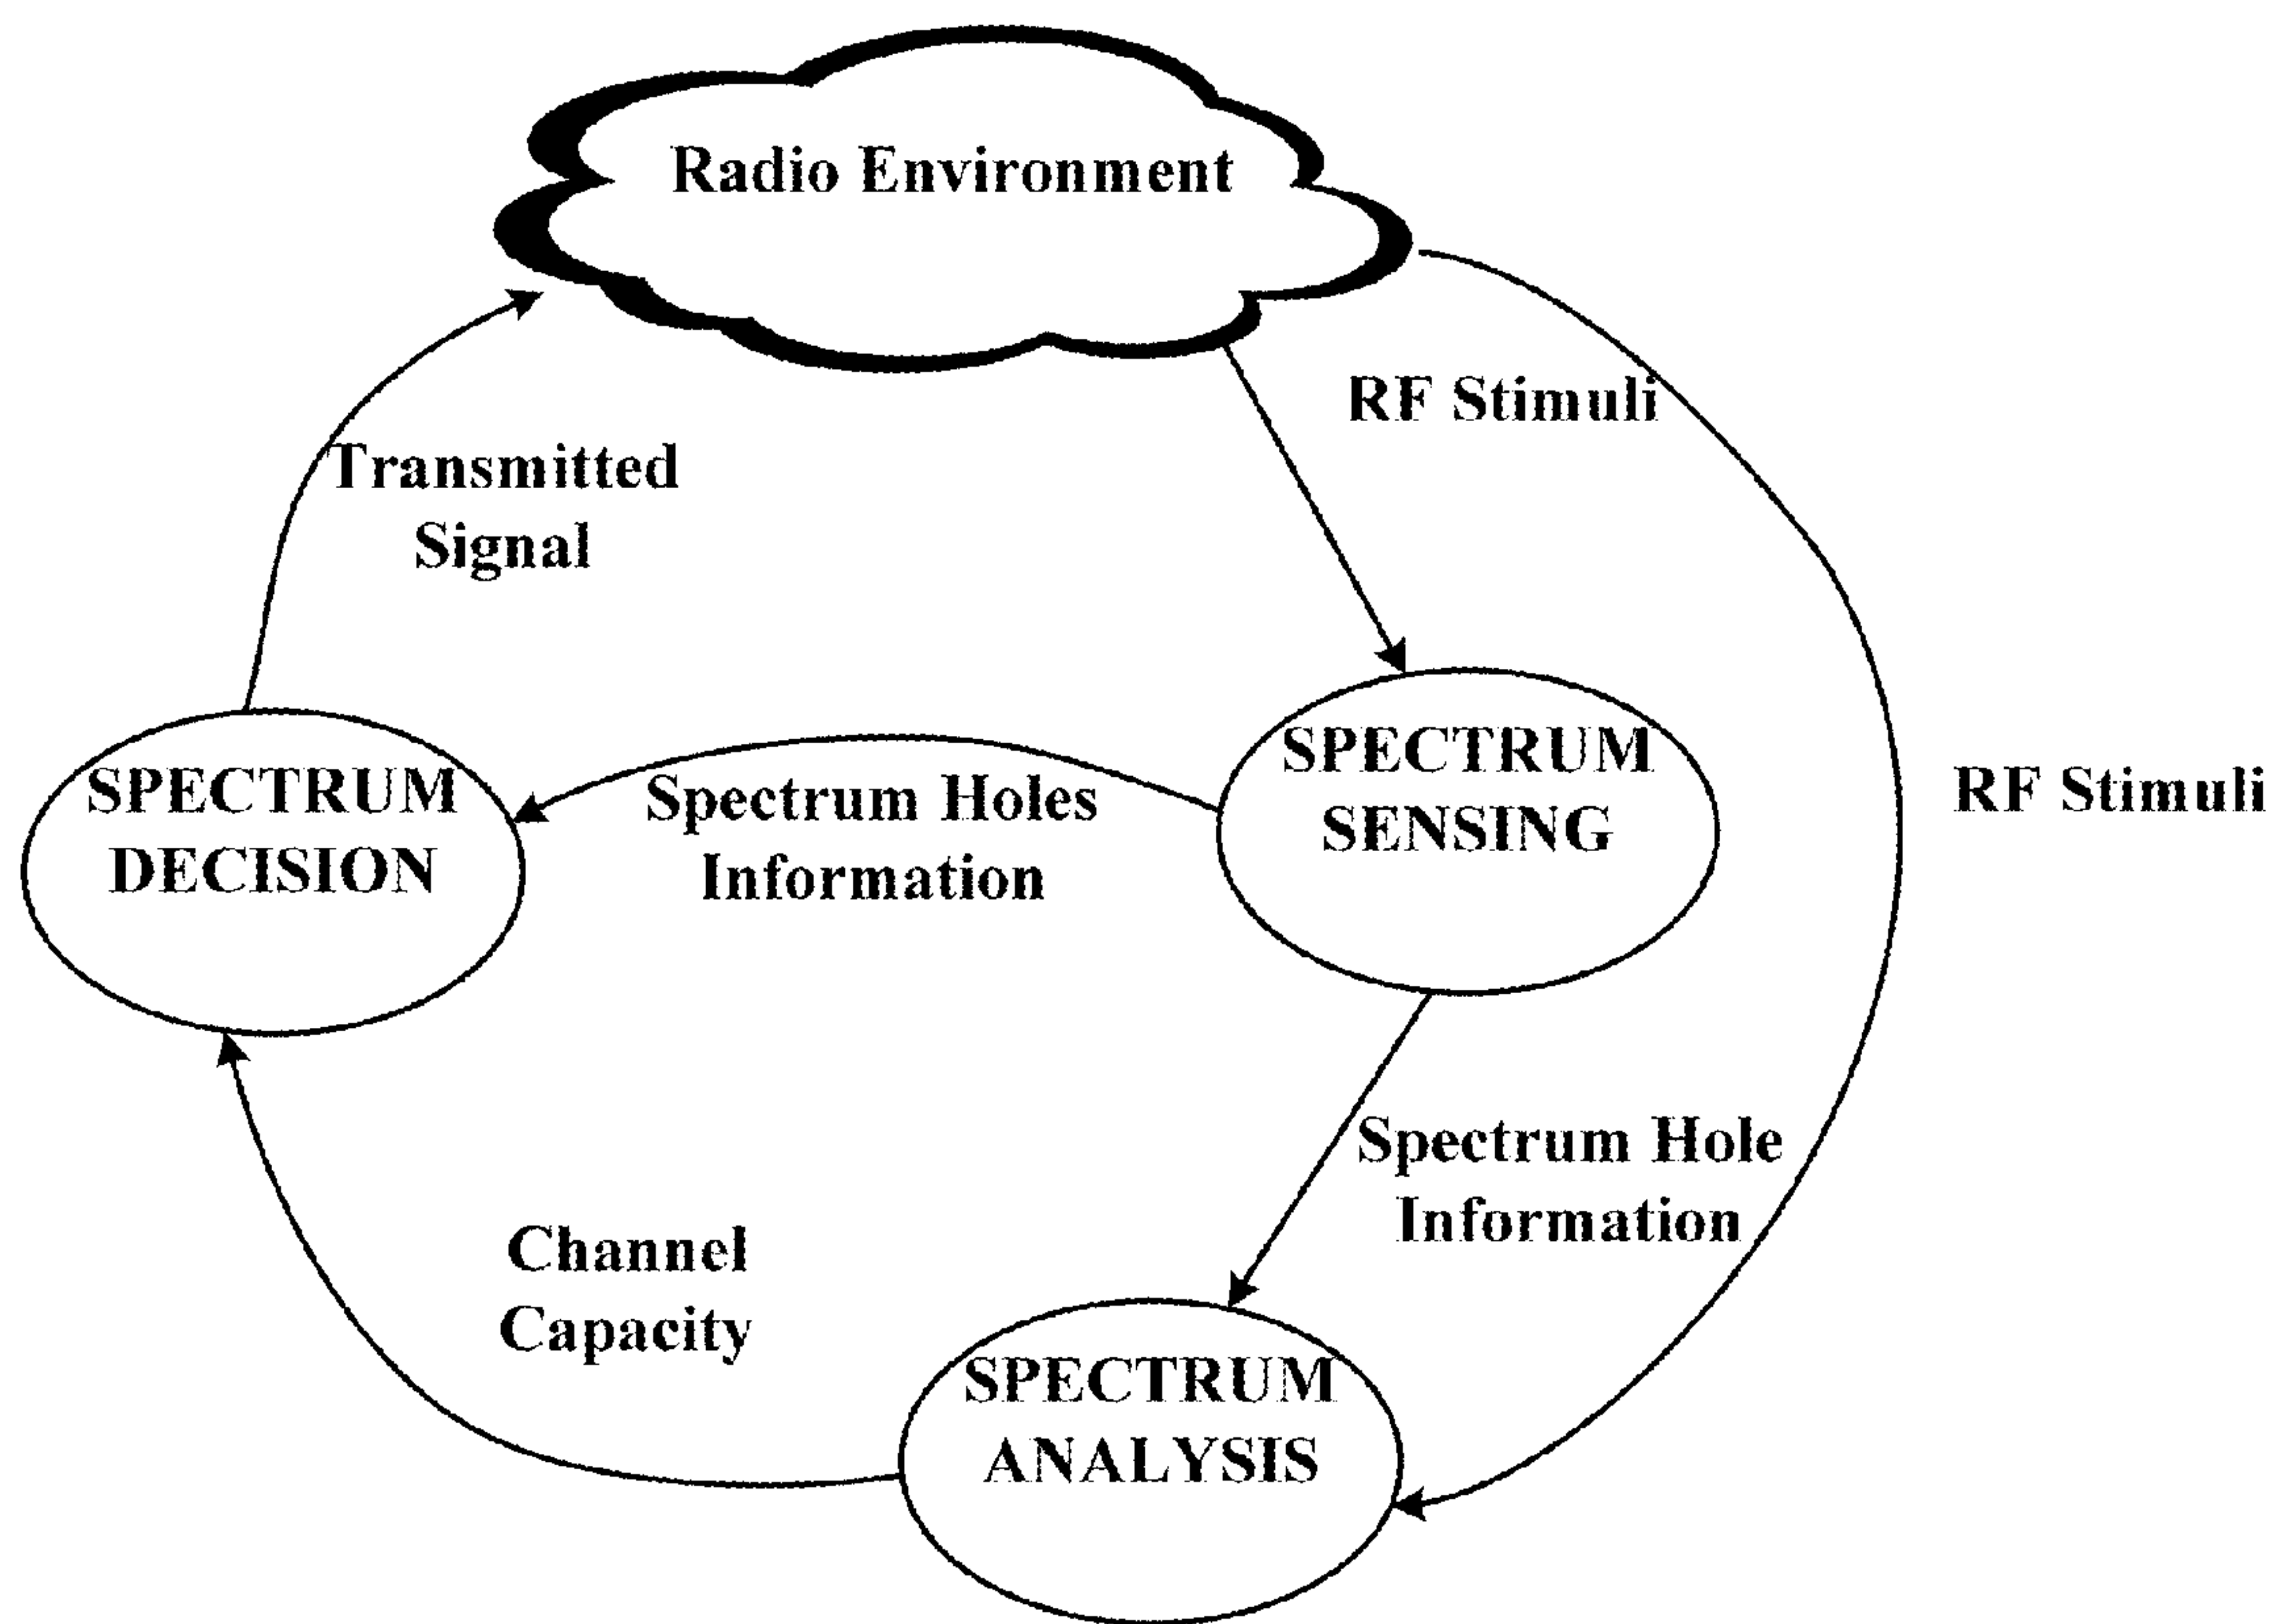 Radio Environment
RF Stimuli
Transmitted
Signal
SPECTRUM
SENSING
SPECTRUM
DECISION
Spectrum Holes
Information
RF Stimuli
Spectrum Hole
Information
Channel
Capacity
SPECTRUM
ANALYSIS